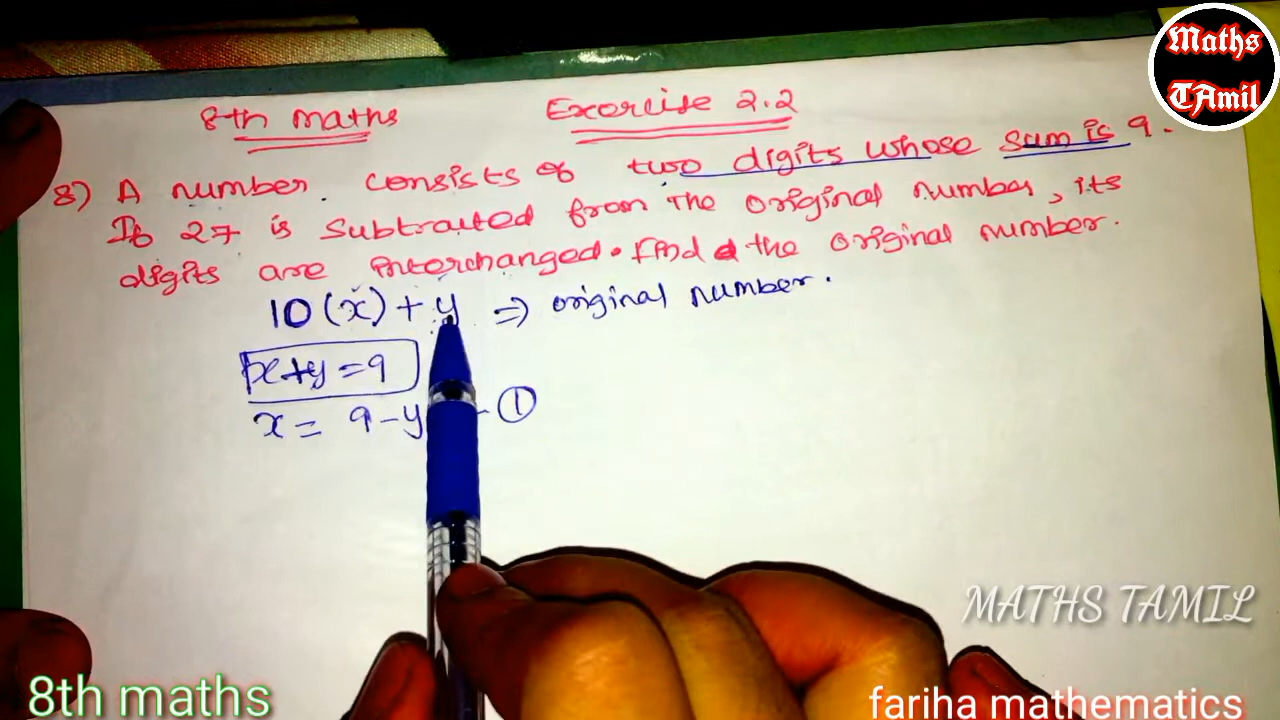 Maths
TAmil
8th maths Exercise 2.2
8) A number consists of two digits whose sum is 9.
If 27 is subtracted from The original number, its
digits are interchanged. Find the original number.
10(x) + y => original number.
x+y = 9
x = 9 - y - ①
MATHS TAMIL
8th maths
fariha mathematics